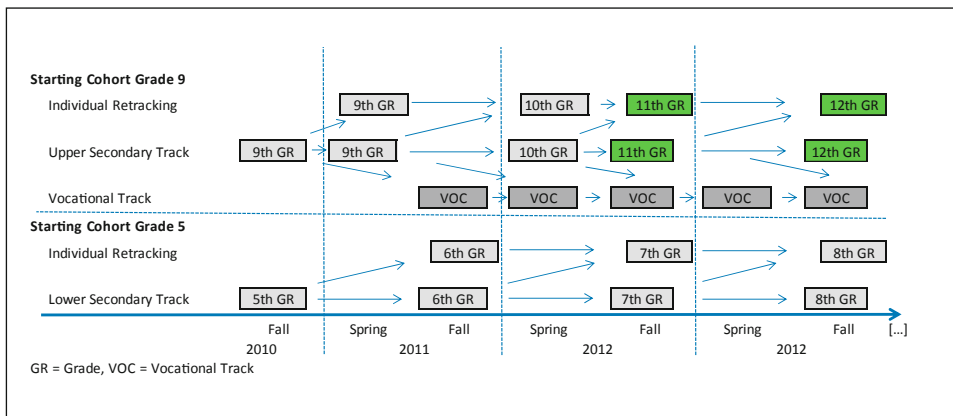 Starting Cohort Grade 9
Individual Retracking 9th GR 10th GR 11th GR 12th GR
Upper Secondary Track 9th GR 9th GR 10th GR 11th GR 12th GR
Vocational Track VOC VOC VOC VOC VOC
Starting Cohort Grade 5
Individual Retracking 6th GR 7th GR 8th GR
Lower Secondary Track 5th GR 6th GR 7th GR 8th GR
Fall Spring Fall Spring Fall Spring Fall […]
2010 2011 2012 2012
GR = Grade, VOC = Vocational Track